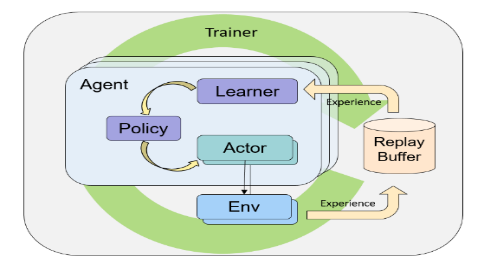 Trainer
Agent
Learner
Experience
Policy
Actor
Replay
Buffer
Env
Experience